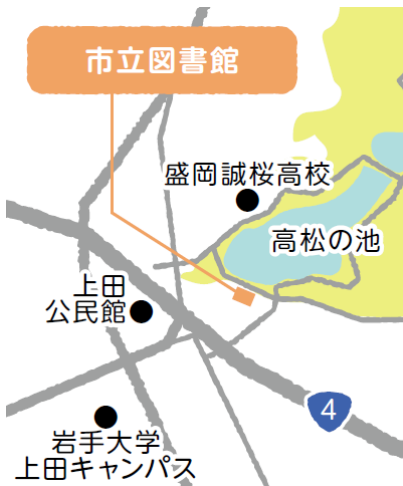 市立図書館
盛岡誠桜高校
高松の池
上田
公民館
4
岩手大学
上田キャンパス